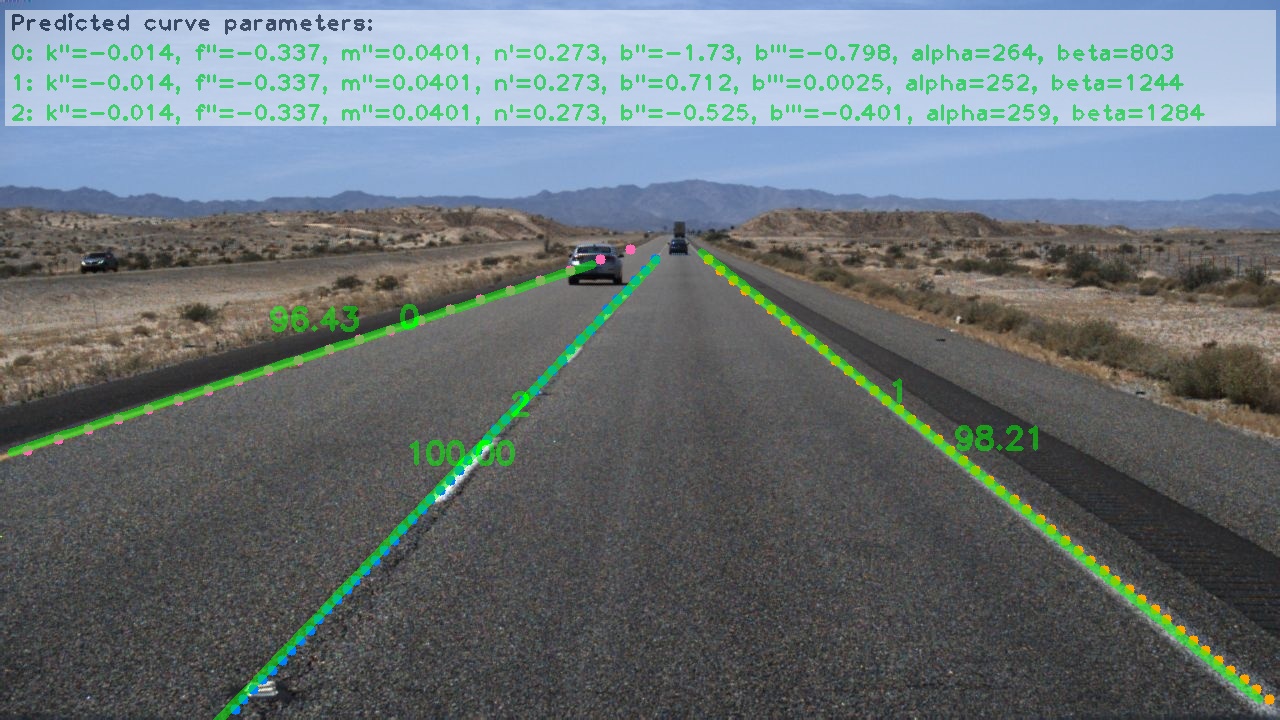 Predicted curve parameters:
0: k''=-0.014, f''=-0.337, m''=0.0401, n'=0.273, b''=-1.73, b'''=-0.798, alpha=264, beta=803
1: k''=-0.014, f''=-0.337, m''=0.0401, n'=0.273, b''=0.712, b'''=0.0025, alpha=252, beta=1244
2: k''=-0.014, f''=-0.337, m''=0.0401, n'=0.273, b''=-0.525, b'''=-0.401, alpha=259, beta=1284
96.43 0
1
2
98.21
100.00